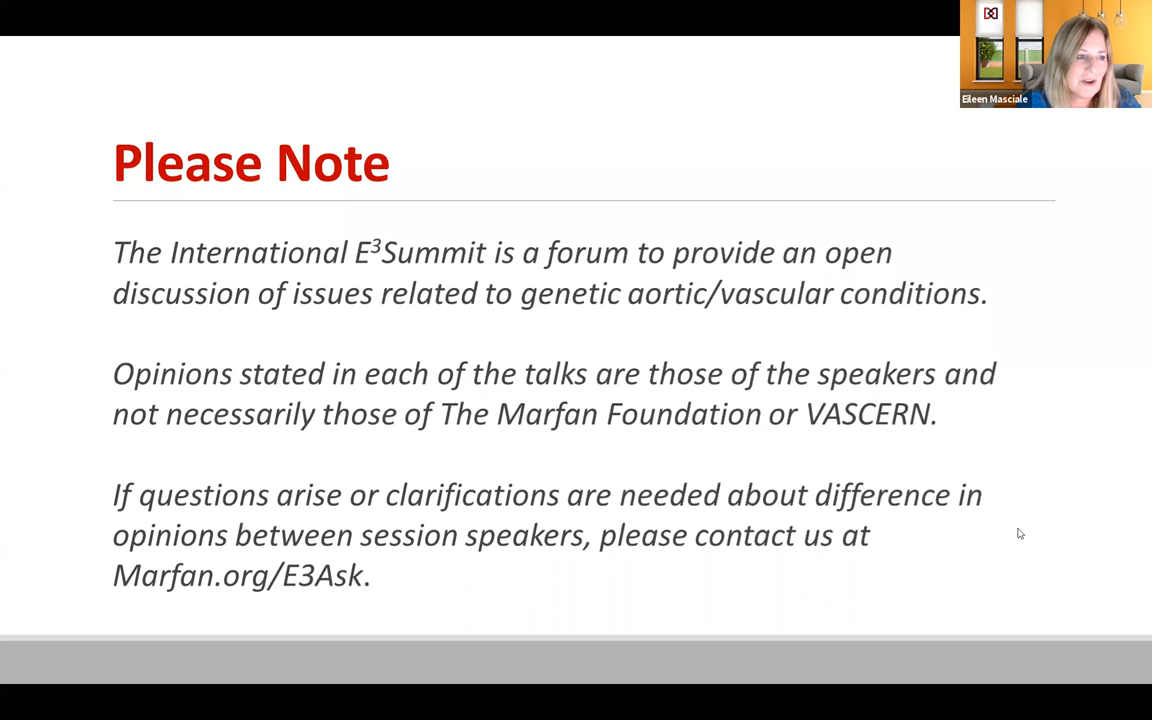 Eileen Masciale
Please Note
The International E³Summit is a forum to provide an open
discussion of issues related to genetic aortic/vascular conditions.
Opinions stated in each of the talks are those of the speakers and
not necessarily those of The Marfan Foundation or VASCERN.
If questions arise or clarifications are needed about difference in
opinions between session speakers, please contact us at
Marfan.org/E3Ask.